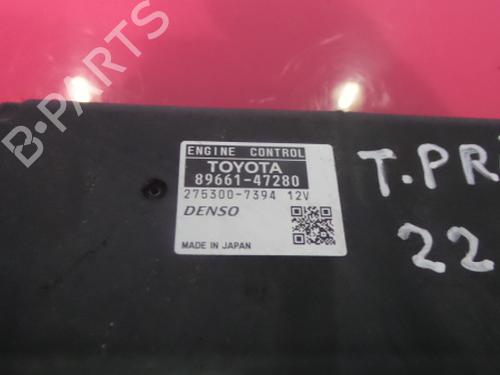 B-PARTS
ENGINE CONTROL
TOYOTA
89661-47280
275300-7394 12V
DENSO
MADE IN JAPAN
T.PR
22